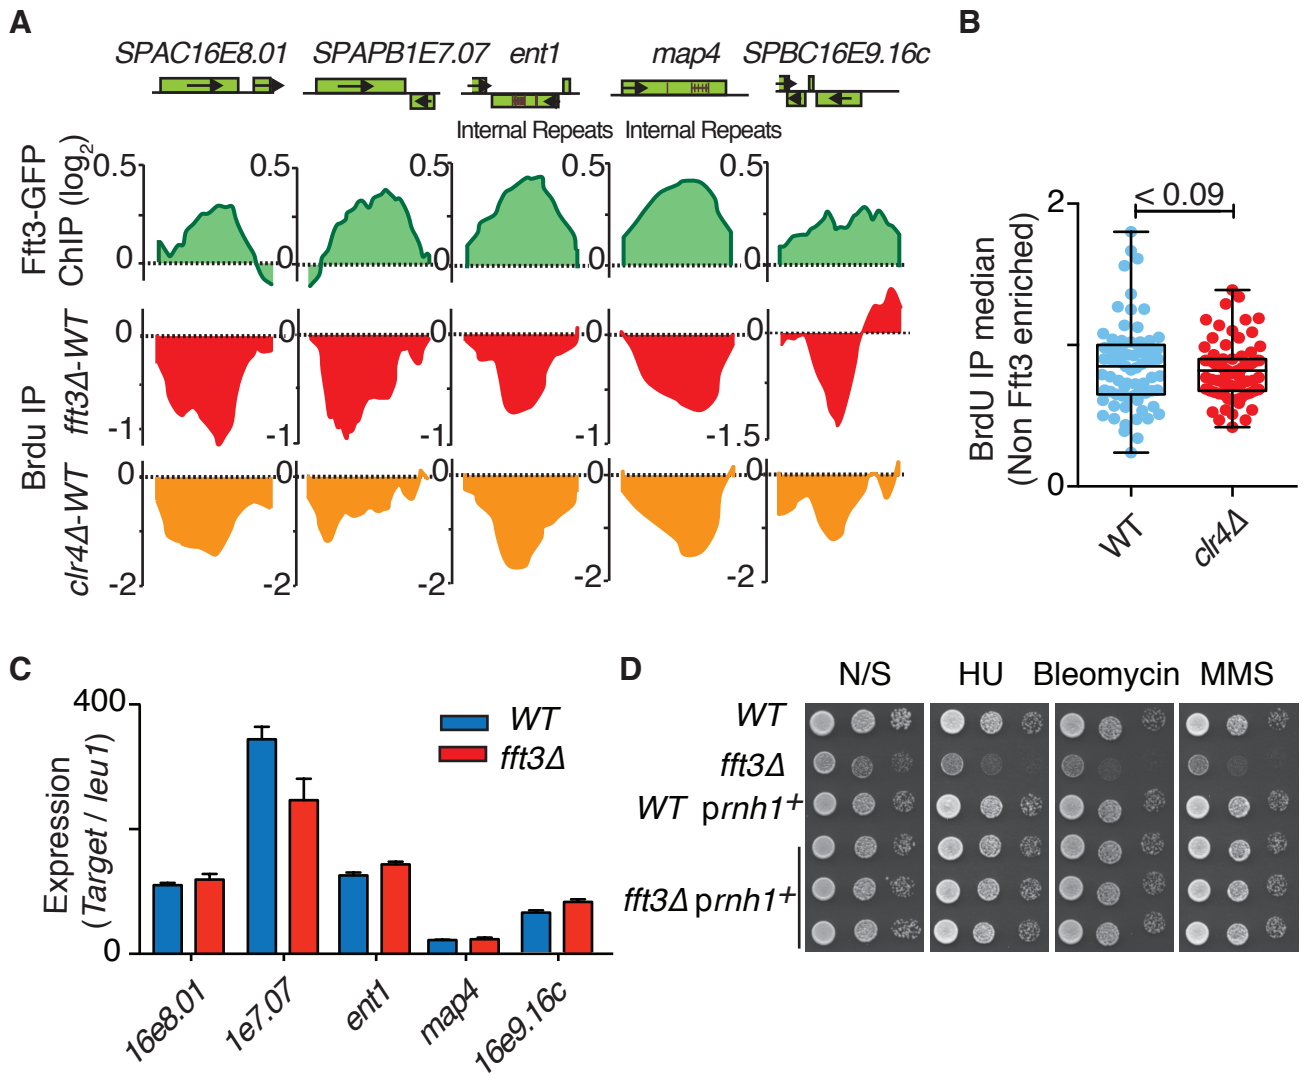 A
SPAC16E8.01
SPAPB1E7.07
ent1
map4
SPBC16E9.16c
Internal Repeats
Internal Repeats
Fft3-GFP
ChIP (log2)
0.5
0
0.5
0
0.5
0
0.5
0
0.5
0
Brdu IP
fft3Δ-WT
0
-1
0
-1
0
-1
0
-1
0
-1.5
clr4Δ-WT
0
-2
0
-2
0
-2
0
-2
0
-2
B
BrdU IP median
(Non Fft3 enriched)
2
0
< 0.09
WT
clr4Δ
C
Expression
(Target / leu1)
400
0
WT
fft3Δ
16e8.01
1e7.07
ent1
map4
16e9.16c
D
N/S
HU
Bleomycin
MMS
WT
fft3Δ
WT prnh1+
fft3Δ prnh1+